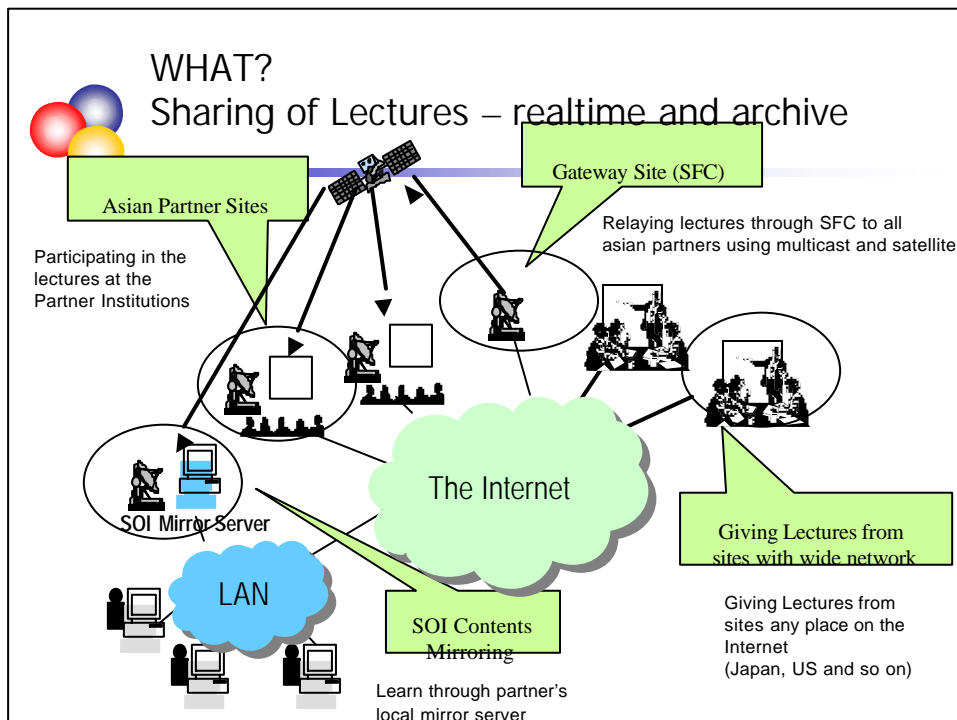 WHAT?
Sharing of Lectures – realtime and archive
Asian Partner Sites
Gateway Site (SFC)
Participating in the
lectures at the
Partner Institutions
Relaying lectures through SFC to all
asian partners using multicast and satellite
The Internet
SOI Mirror Server
LAN
Giving Lectures from
sites with wide network
SOI Contents
Mirroring
Giving Lectures from
sites any place on the
Internet
(Japan, US and so on)
Learn through partner's
local mirror server